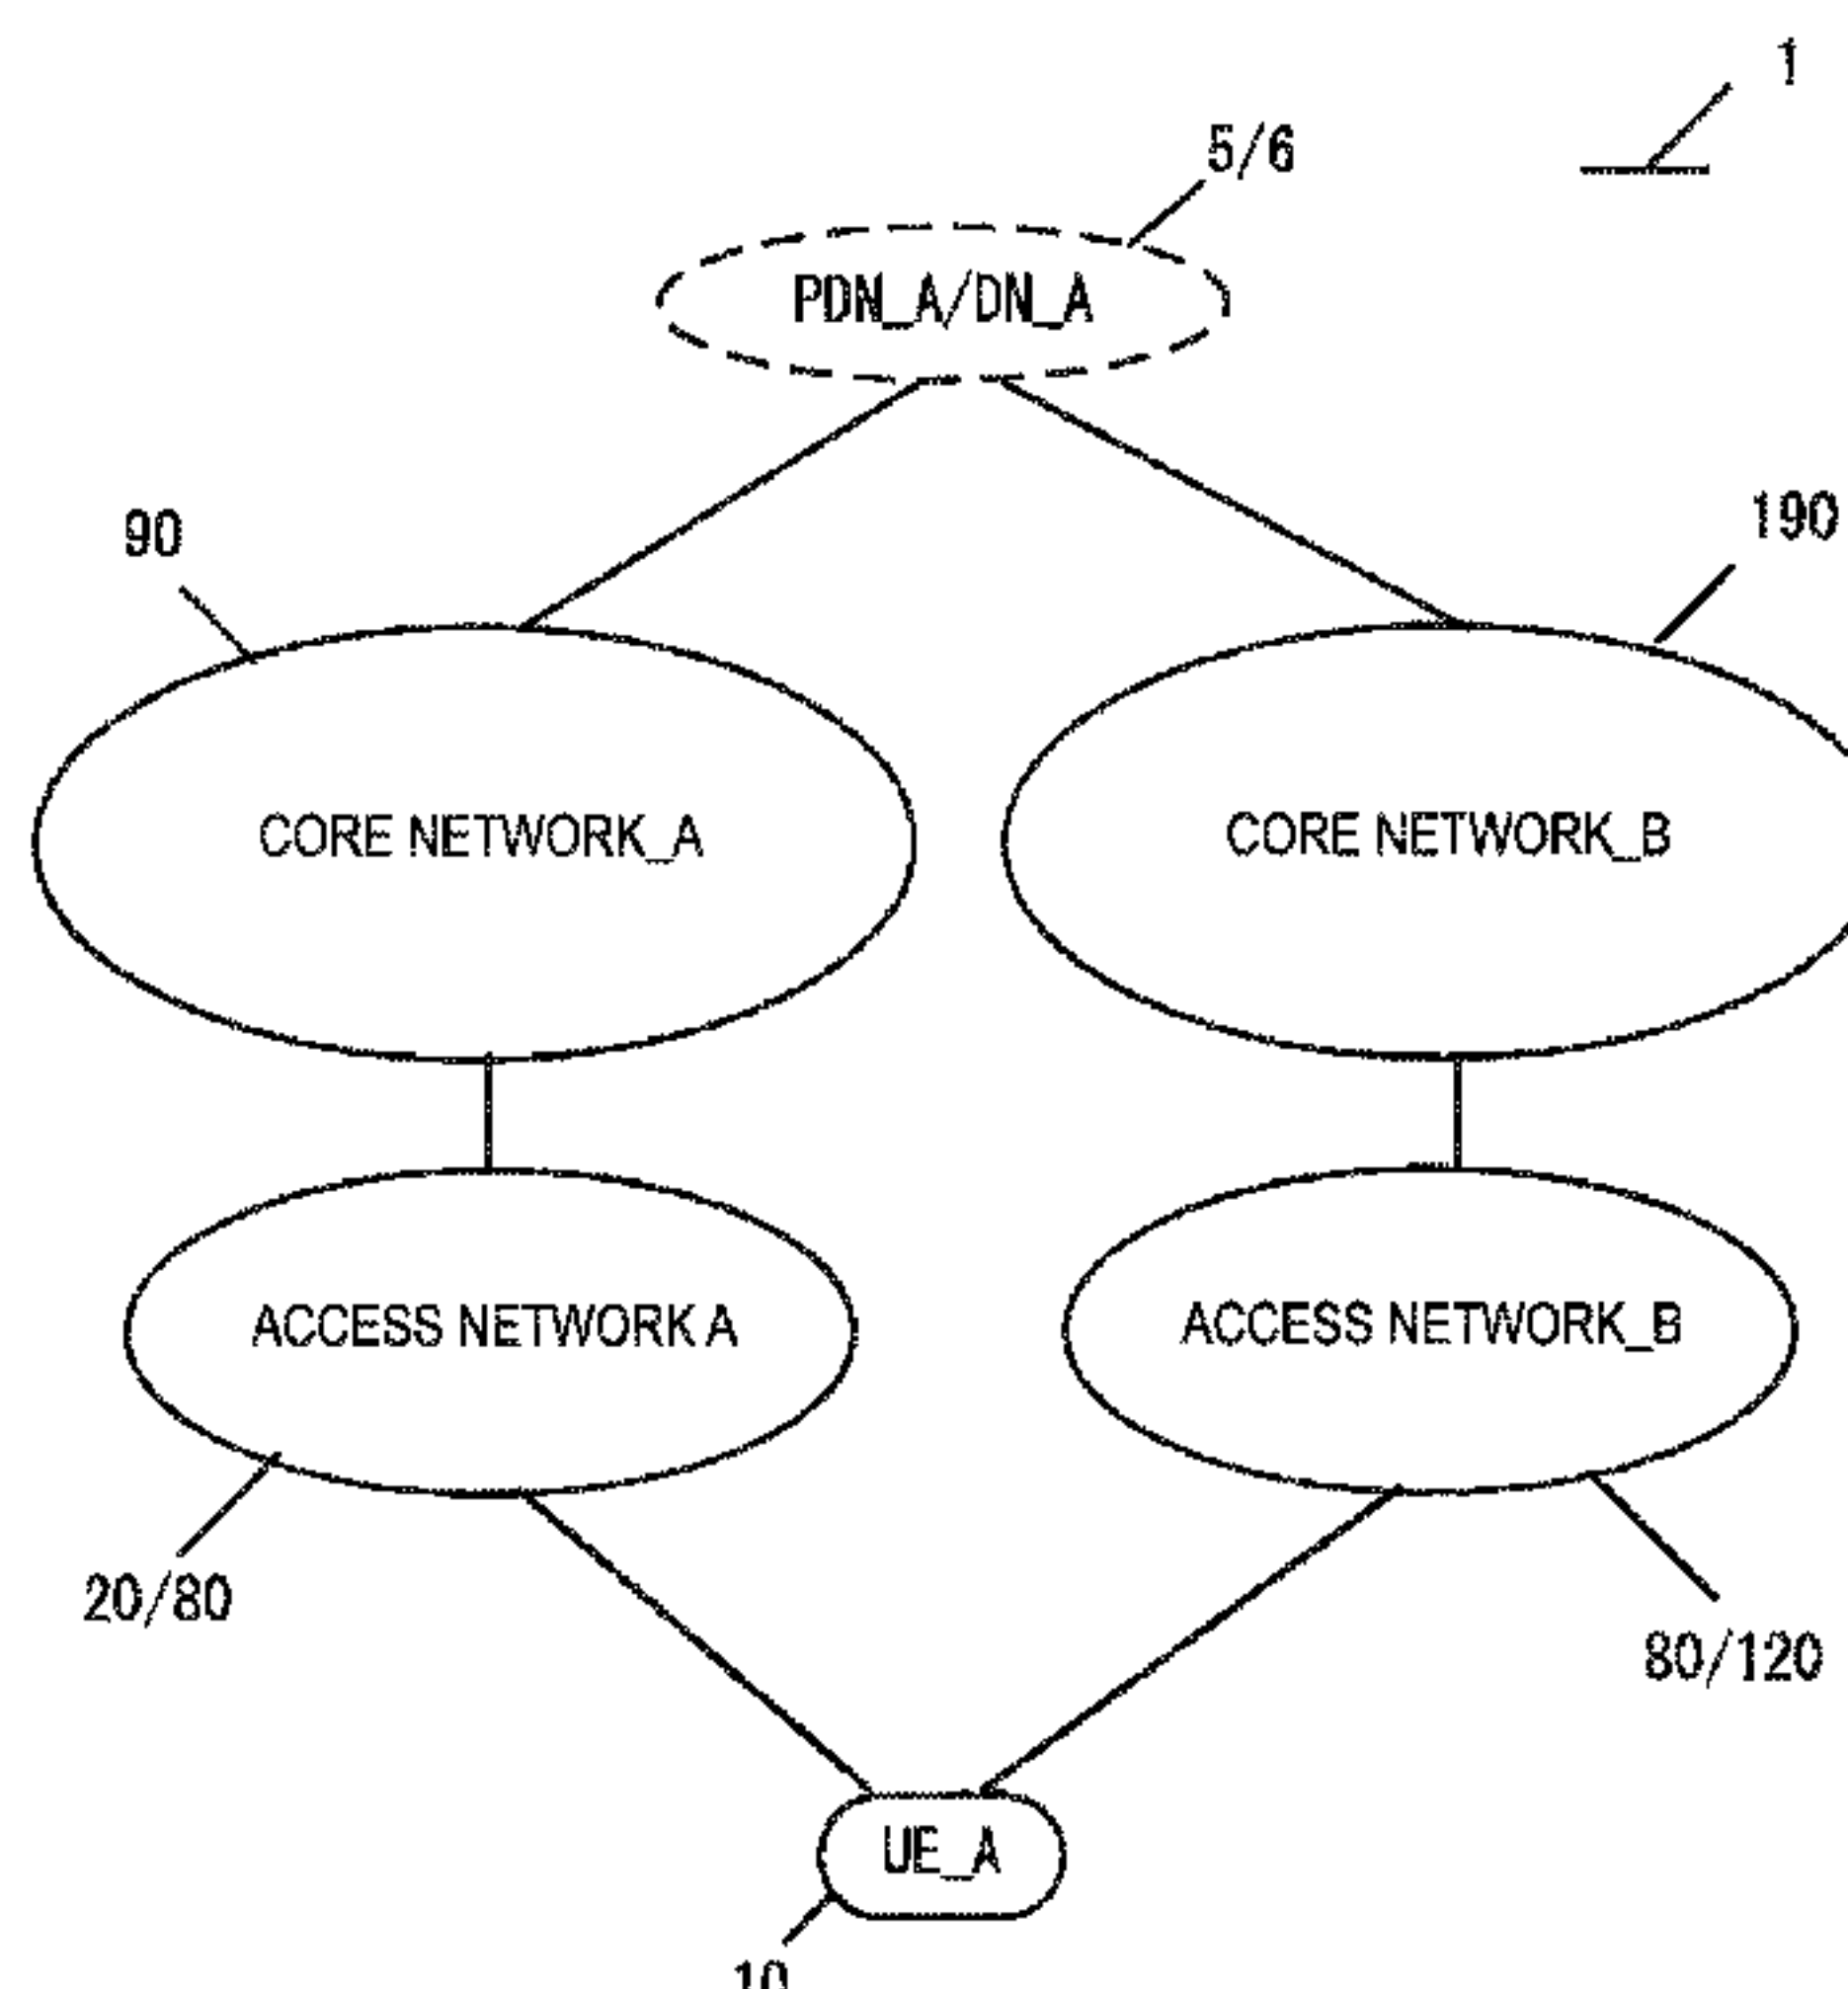 1
5/6
PDN_A/DN_A
90
190
CORE NETWORK_A
CORE NETWORK_B
ACCESS NETWORK A
ACCESS NETWORK_B
20/80
80/120
UE_A
10